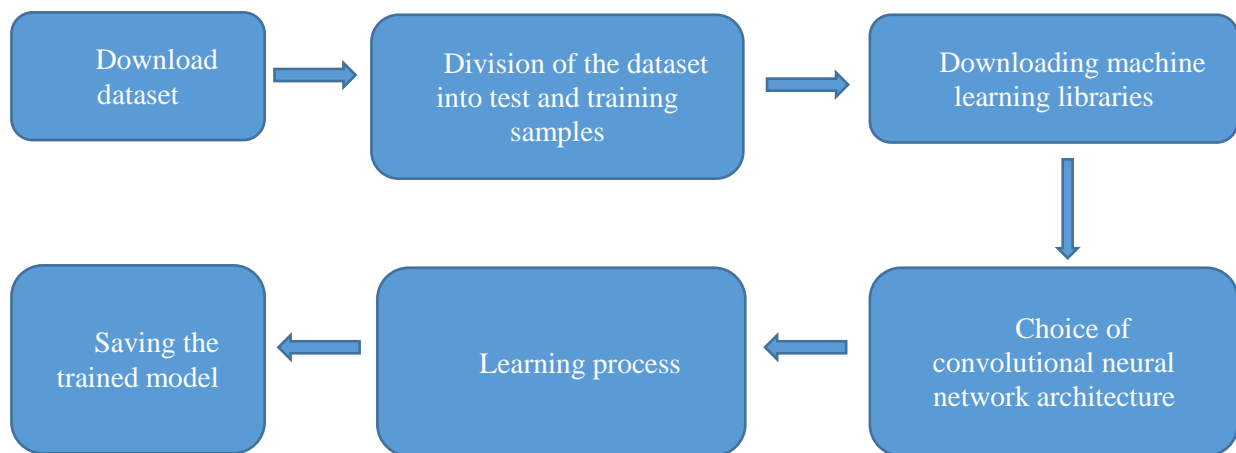 Download
dataset
Division of the dataset
into test and training
samples
Downloading machine
learning libraries
Choice of
convolutional neural
network architecture
Learning process
Saving the
trained model